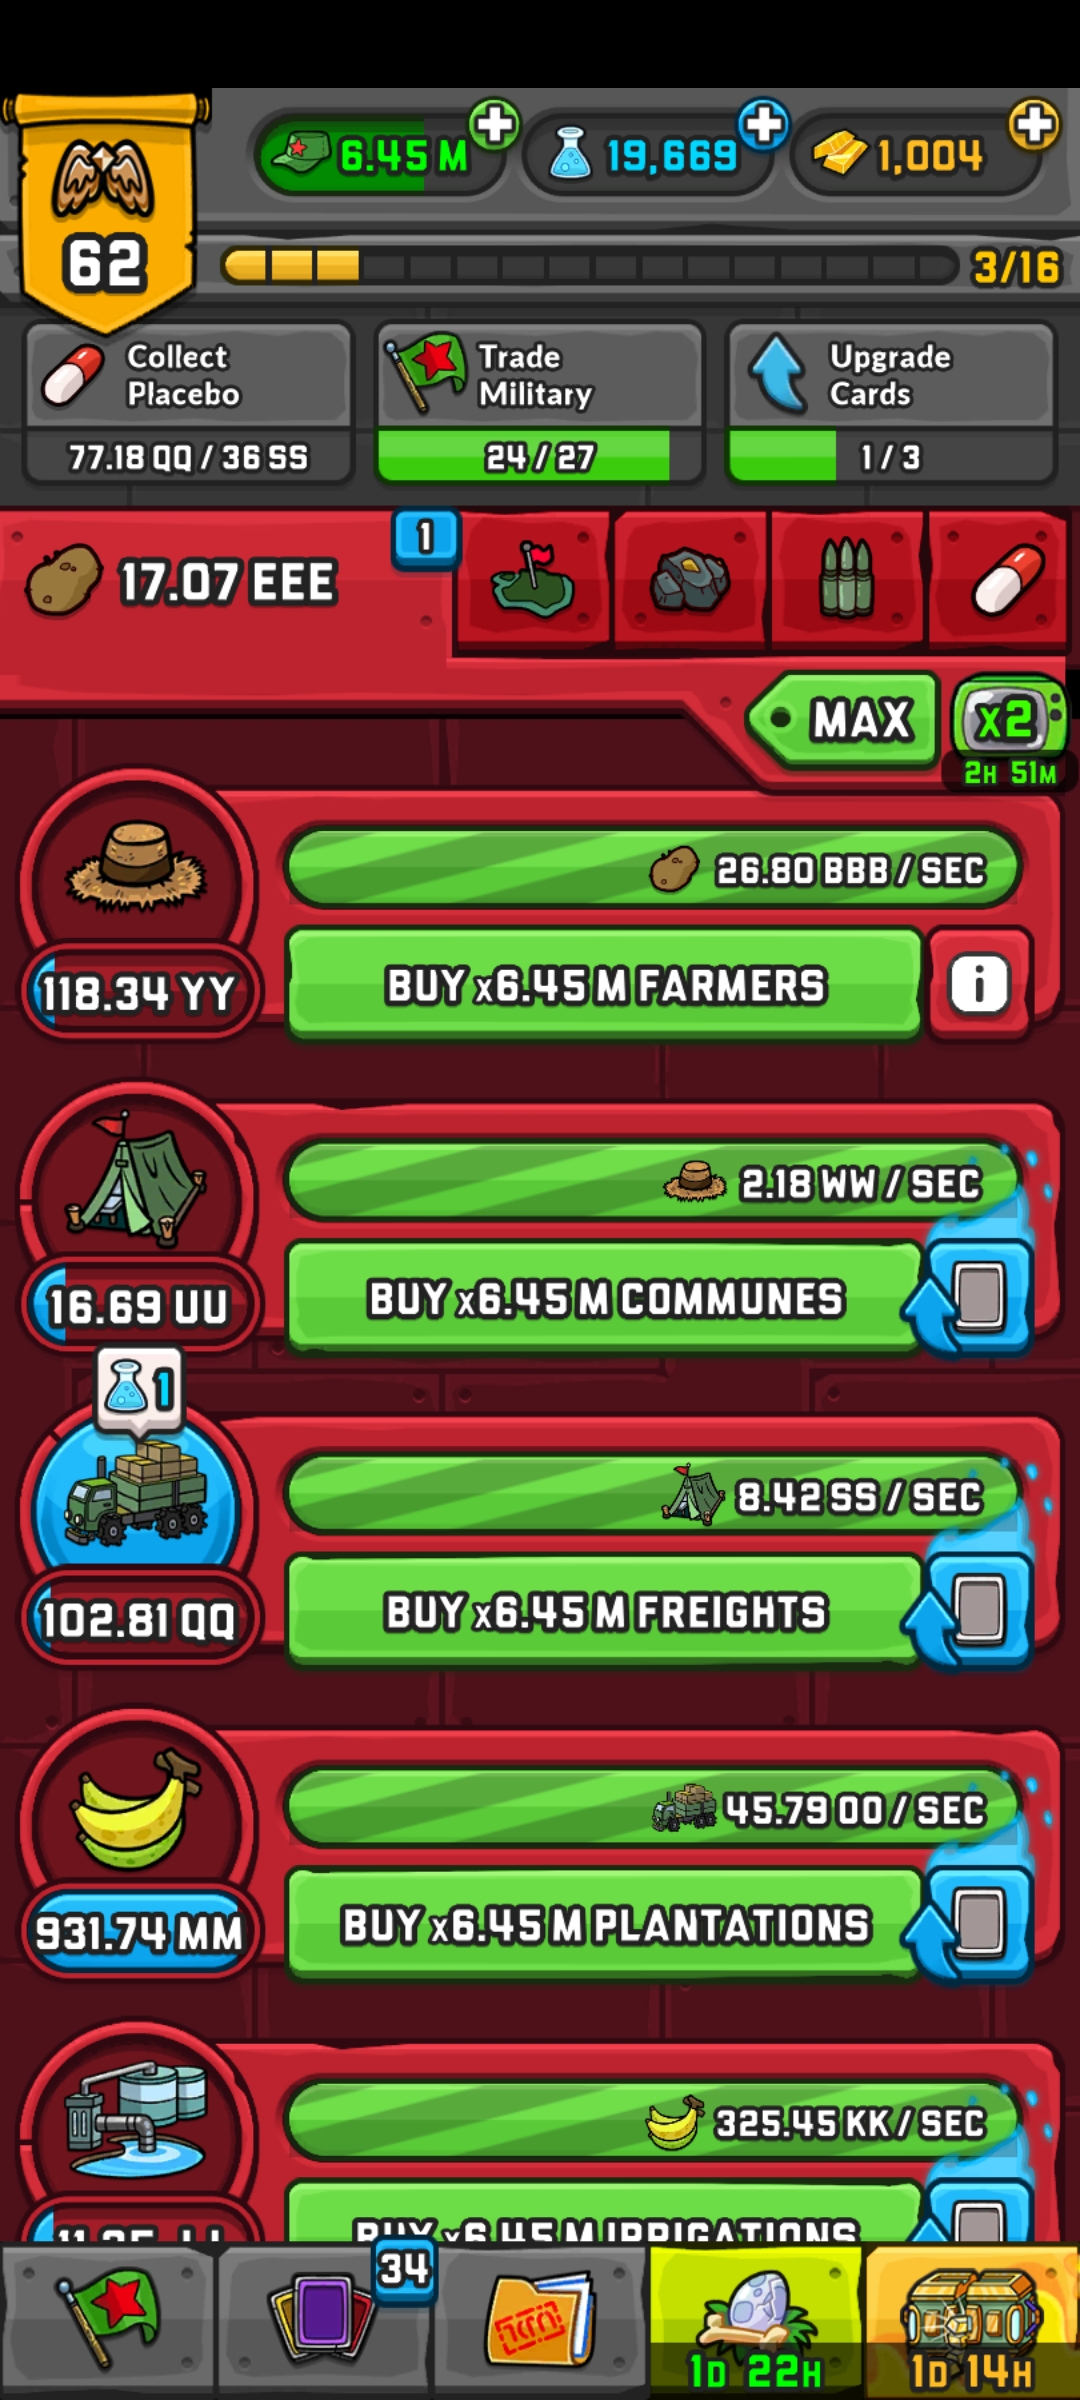 6.45 M
19,669
1,004
62
3/16
Collect
Placebo
77.18 QQ / 36 SS
Trade
Military
24 / 27
Upgrade
Cards
1 / 3
17.07 EEE
1
MAX
x2
2H 51M
26.80 BBB / SEC
118.34 YY
BUY x6.45 M FARMERS
i
2.18 WW / SEC
16.69 UU
BUY x6.45 M COMMUNES
1
8.42 SS / SEC
102.81 QQ
BUY x6.45 M FREIGHTS
45.79 OO / SEC
931.74 MM
BUY x6.45 M PLANTATIONS
325.45 KK / SEC
BUY x6.45 M IRRIGATIONS
34
1D 22H
1D 14H